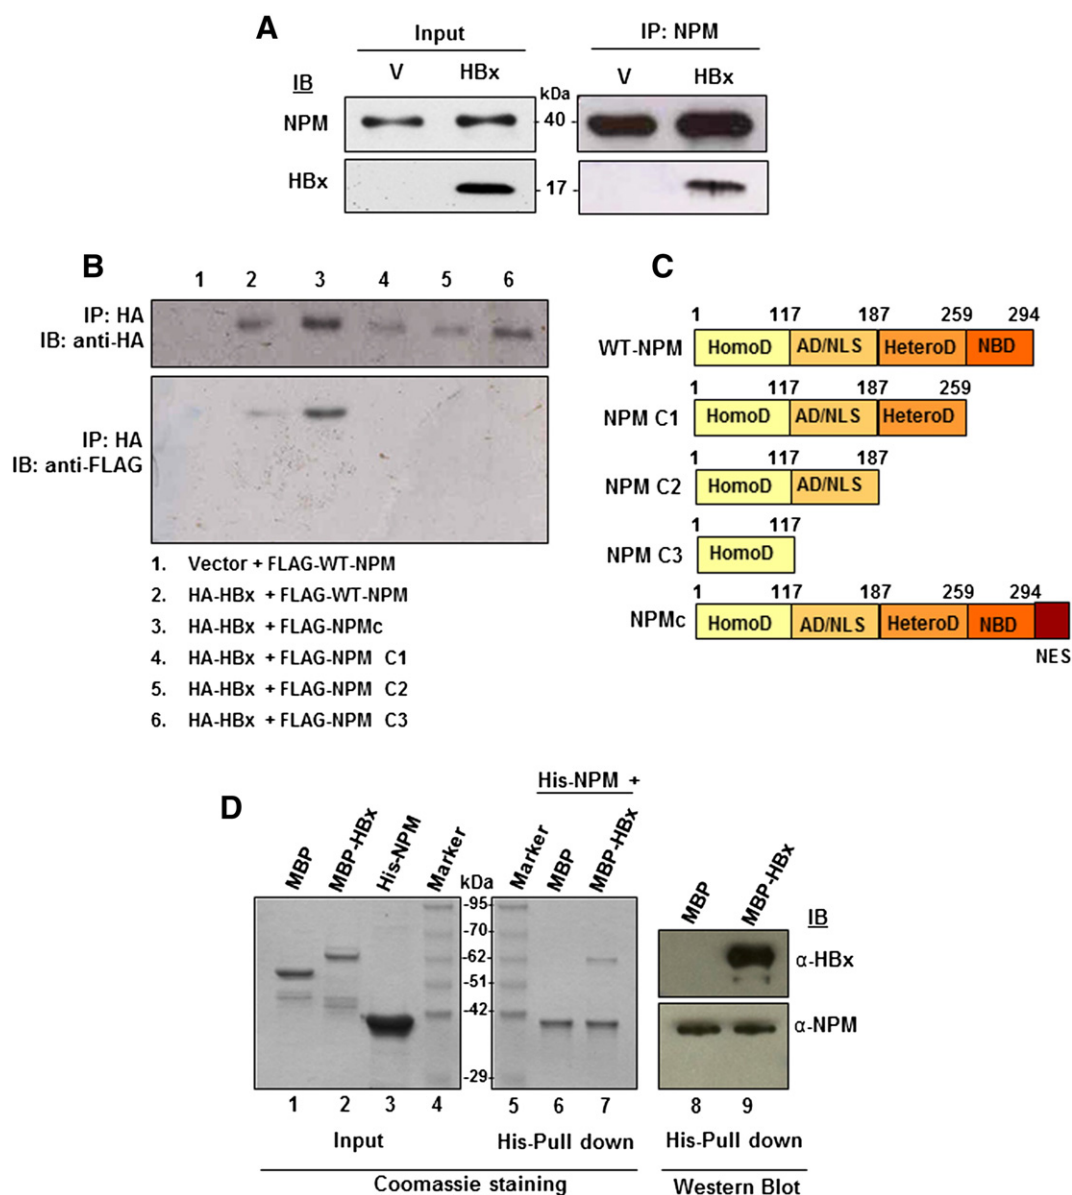 A
Input
IP: NPM
IB
V
HBx
V
HBx
kDa
NPM
- 40 -
HBx
- 17 -
B
1 2 3 4 5 6
IP: HA
IB: anti-HA
IP: HA
IB: anti-FLAG
1. Vector + FLAG-WT-NPM
2. HA-HBx + FLAG-WT-NPM
3. HA-HBx + FLAG-NPMc
4. HA-HBx + FLAG-NPM C1
5. HA-HBx + FLAG-NPM C2
6. HA-HBx + FLAG-NPM C3
C
1 117 187 259 294
WT-NPM HomoD AD/NLS HeteroD NBD
1 117 187 259
NPM C1 HomoD AD/NLS HeteroD
1 117 187
NPM C2 HomoD AD/NLS
1 117
NPM C3 HomoD
1 117 187 259 294
NPMc HomoD AD/NLS HeteroD NBD
NES
D
His-NPM +
MBP
MBP-HBx
His-NPM
Marker
kDa
Marker
MBP
MBP-HBx
MBP
MBP-HBx
IB
-95-
-70-
-62-
-51-
-42-
-29-
α-HBx
α-NPM
1 2 3 4 5 6 7 8 9
Input
His-Pull down
His-Pull down
Coomassie staining
Western Blot